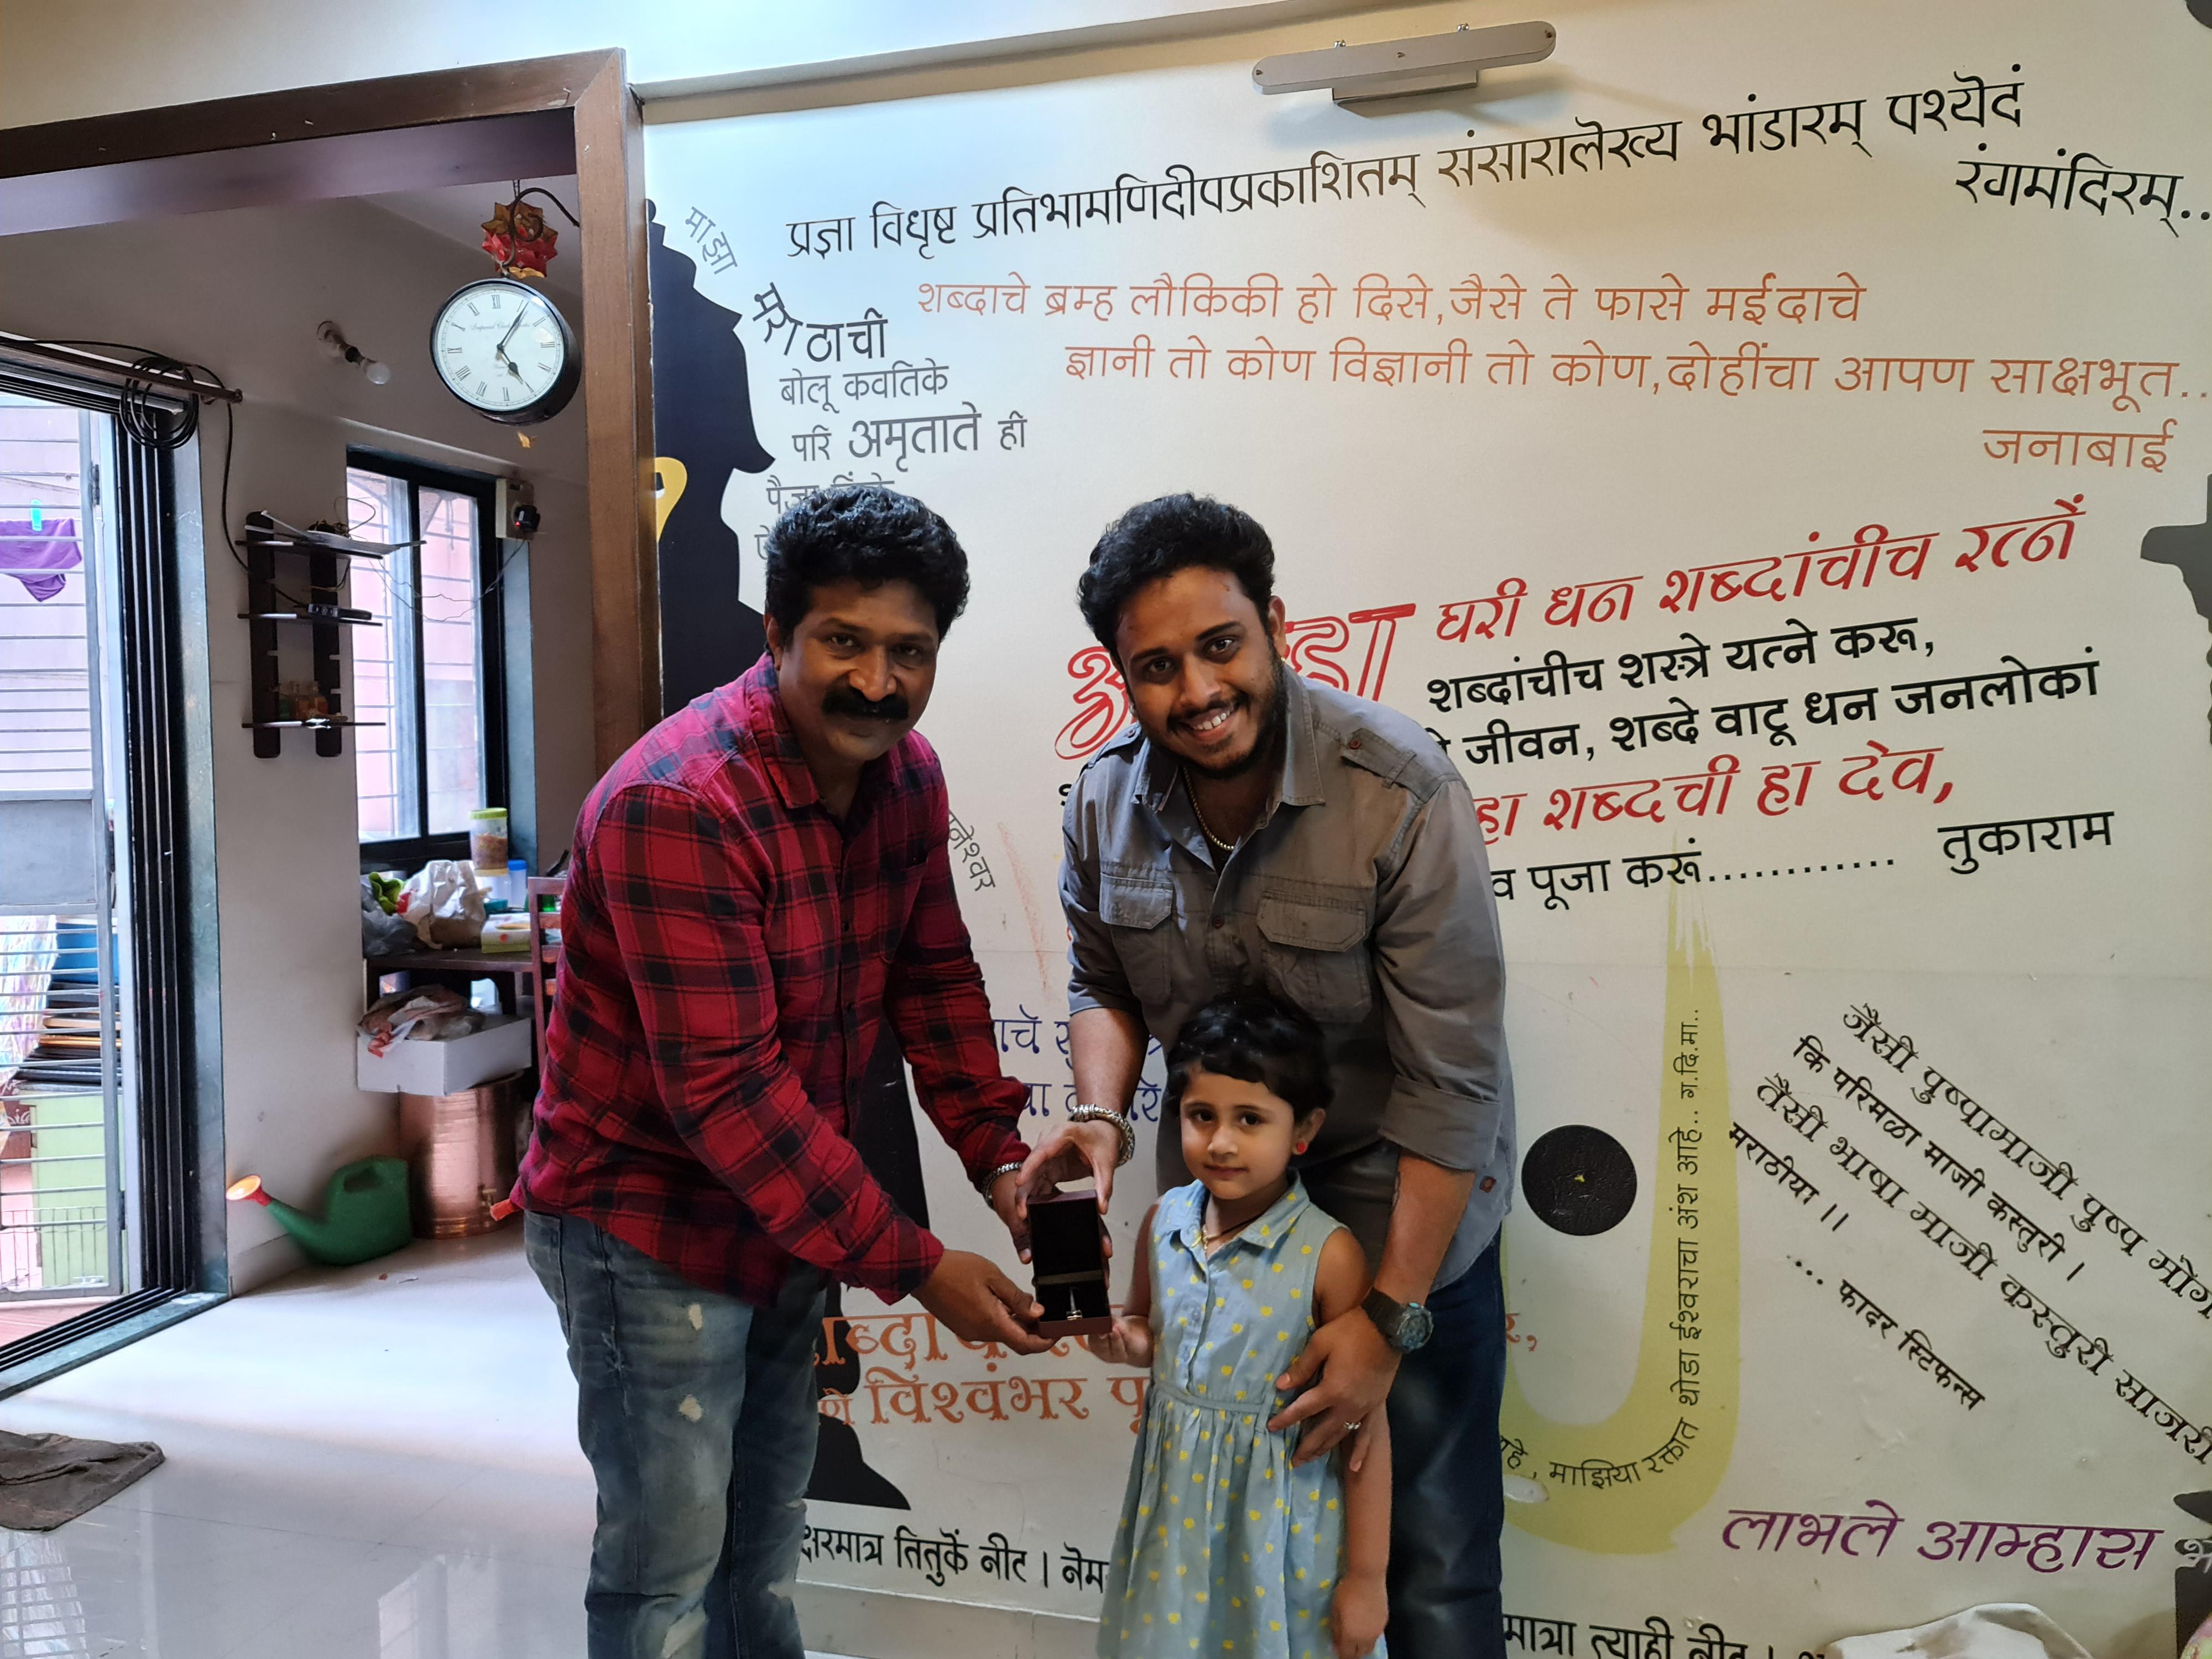 प्रज्ञा विधृष्ट प्रतिभामणिदीपप्रकाशितम् संसारालेख्य भांडारम् पश्येदं
रंगमंदिरम्..
शब्दाचे ब्रम्ह लौकिकी हो दिसे,जैसे ते फासे मईदाचे
ज्ञानी तो कोण विज्ञानी तो कोण,दोहींचा आपण साक्षभूत..
जनाबाई
माझा
मराठाची
बोलू कवतिके
परि अमृताते ही
घरी धन शब्दांचीच रत्नें
शब्दांचीच शस्त्रे यत्ने करू,
जीवन, शब्दे वाटू धन जनलोकां
शब्दची हा देव,
पूजा करूं............ तुकाराम
थोडा ईश्वराचा अंश आहे.. ग.दि.मा..
माझिया रक्तात
जैसी पुष्पामाजी पुष्प
कि परिमळा माजी कस्तुरी ।
तैसी भाषा माजी कस्तुरी साजरी
मराठीया ।।
... फादर स्टिफन्स
विश्वंभर
लाभले आम्हास
तितुकें नीट ।
मात्रा त्याही नीट ।